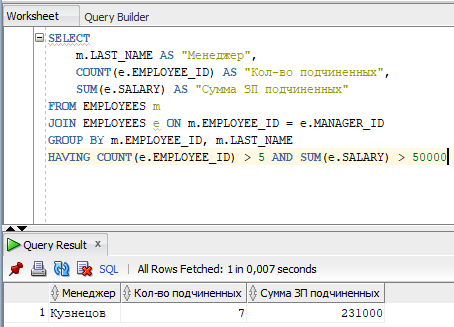 Worksheet Query Builder
SELECT
m.LAST_NAME AS "Менеджер",
COUNT(e.EMPLOYEE_ID) AS "Кол-во подчиненных",
SUM(e.SALARY) AS "Сумма ЗП подчиненных"
FROM EMPLOYEES m
JOIN EMPLOYEES e ON m.EMPLOYEE_ID = e.MANAGER_ID
GROUP BY m.EMPLOYEE_ID, m.LAST_NAME
HAVING COUNT(e.EMPLOYEE_ID) > 5 AND SUM(e.SALARY) > 50000
Query Result x
SQL | All Rows Fetched: 1 in 0,007 seconds
Менеджер Кол-во подчиненных Сумма ЗП подчиненных
1 Кузнецов 7 231000